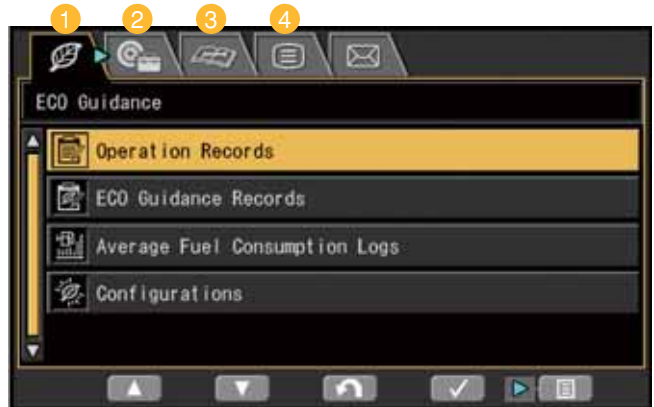 1 2 3 4
ECO Guidance
Operation Records
ECO Guidance Records
Average Fuel Consumption Logs
Configurations